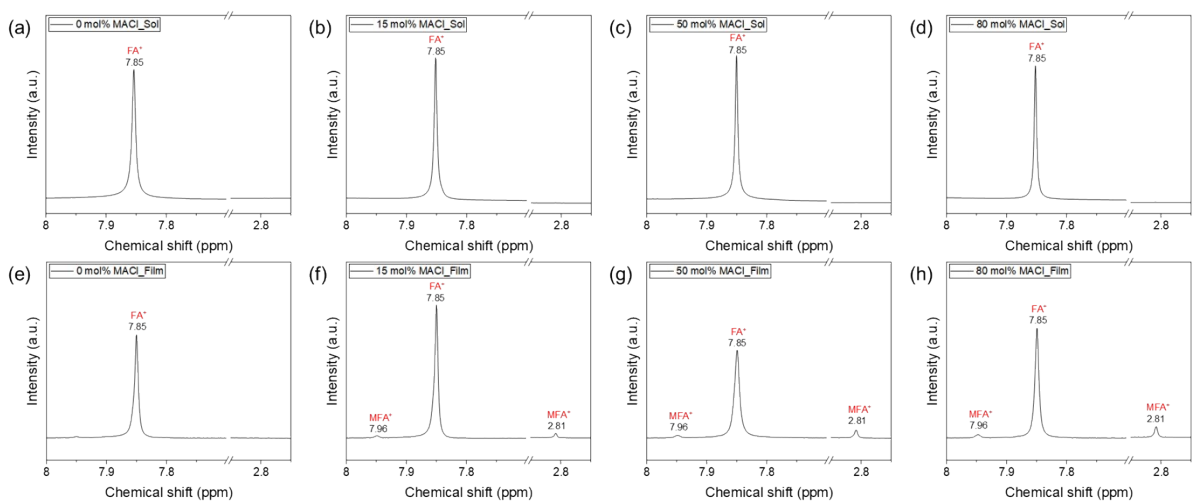 (a)
0 mol% MACl_Sol
FA⁺
7.85
Intensity (a.u.)
8
7.9
7.8
2.8
Chemical shift (ppm)
(b)
15 mol% MACl_Sol
FA⁺
7.85
Intensity (a.u.)
8
7.9
7.8
2.8
Chemical shift (ppm)
(c)
50 mol% MACl_Sol
FA⁺
7.85
Intensity (a.u.)
8
7.9
7.8
2.8
Chemical shift (ppm)
(d)
80 mol% MACl_Sol
FA⁺
7.85
Intensity (a.u.)
8
7.9
7.8
2.8
Chemical shift (ppm)
(e)
0 mol% MACl_Film
FA⁺
7.85
Intensity (a.u.)
8
7.9
7.8
2.8
Chemical shift (ppm)
(f)
15 mol% MACl_Film
FA⁺
7.85
MFA⁺
7.96
MFA⁺
2.81
Intensity (a.u.)
8
7.9
7.8
2.8
Chemical shift (ppm)
(g)
50 mol% MACl_Film
FA⁺
7.85
MFA⁺
7.96
MFA⁺
2.81
Intensity (a.u.)
8
7.9
7.8
2.8
Chemical shift (ppm)
(h)
80 mol% MACl_Film
FA⁺
7.85
MFA⁺
7.96
MFA⁺
2.81
Intensity (a.u.)
8
7.9
7.8
2.8
Chemical shift (ppm)